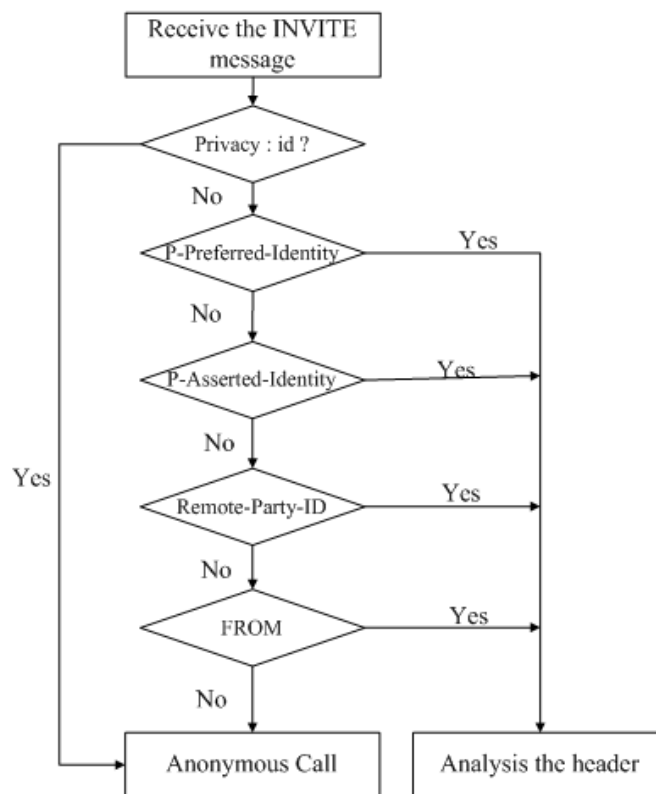 Receive the INVITE
message
Privacy : id ?
No
P-Preferred-Identity
Yes
No
P-Asserted-Identity
Yes
No
Yes
Remote-Party-ID
Yes
No
FROM
Yes
No
Anonymous Call
Analysis the header